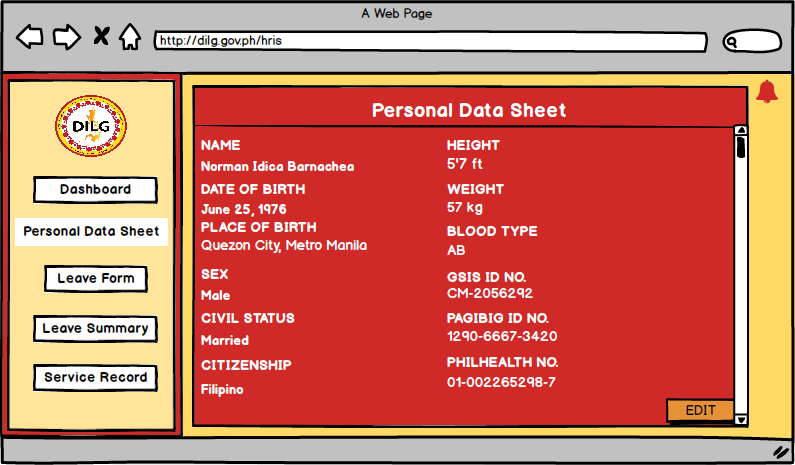 A Web Page
http://dilg.gov.ph/hris
DILG
Dashboard
Personal Data Sheet
Leave Form
Leave Summary
Service Record
Personal Data Sheet
NAME
Norman Idica Barnachea
DATE OF BIRTH
June 25, 1976
PLACE OF BIRTH
Quezon City, Metro Manila
SEX
Male
CIVIL STATUS
Married
CITIZENSHIP
Filipino
HEIGHT
5'7 ft
WEIGHT
57 kg
BLOOD TYPE
AB
GSIS ID NO.
CM-2056292
PAGIBIG ID NO.
1290-6667-3420
PHILHEALTH NO.
01-002265298-7
EDIT